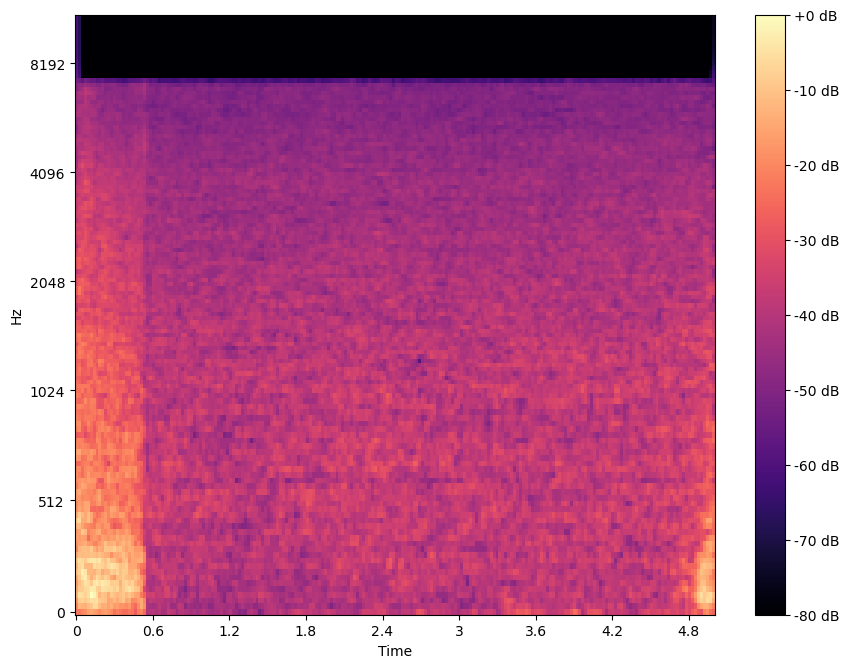 +0 dB
8192
-10 dB
4096
-20 dB
-30 dB
2048
Hz
-40 dB
1024
-50 dB
512
-60 dB
-70 dB
0
-80 dB
0 0.6 1.2 1.8 2.4 3 3.6 4.2 4.8
Time